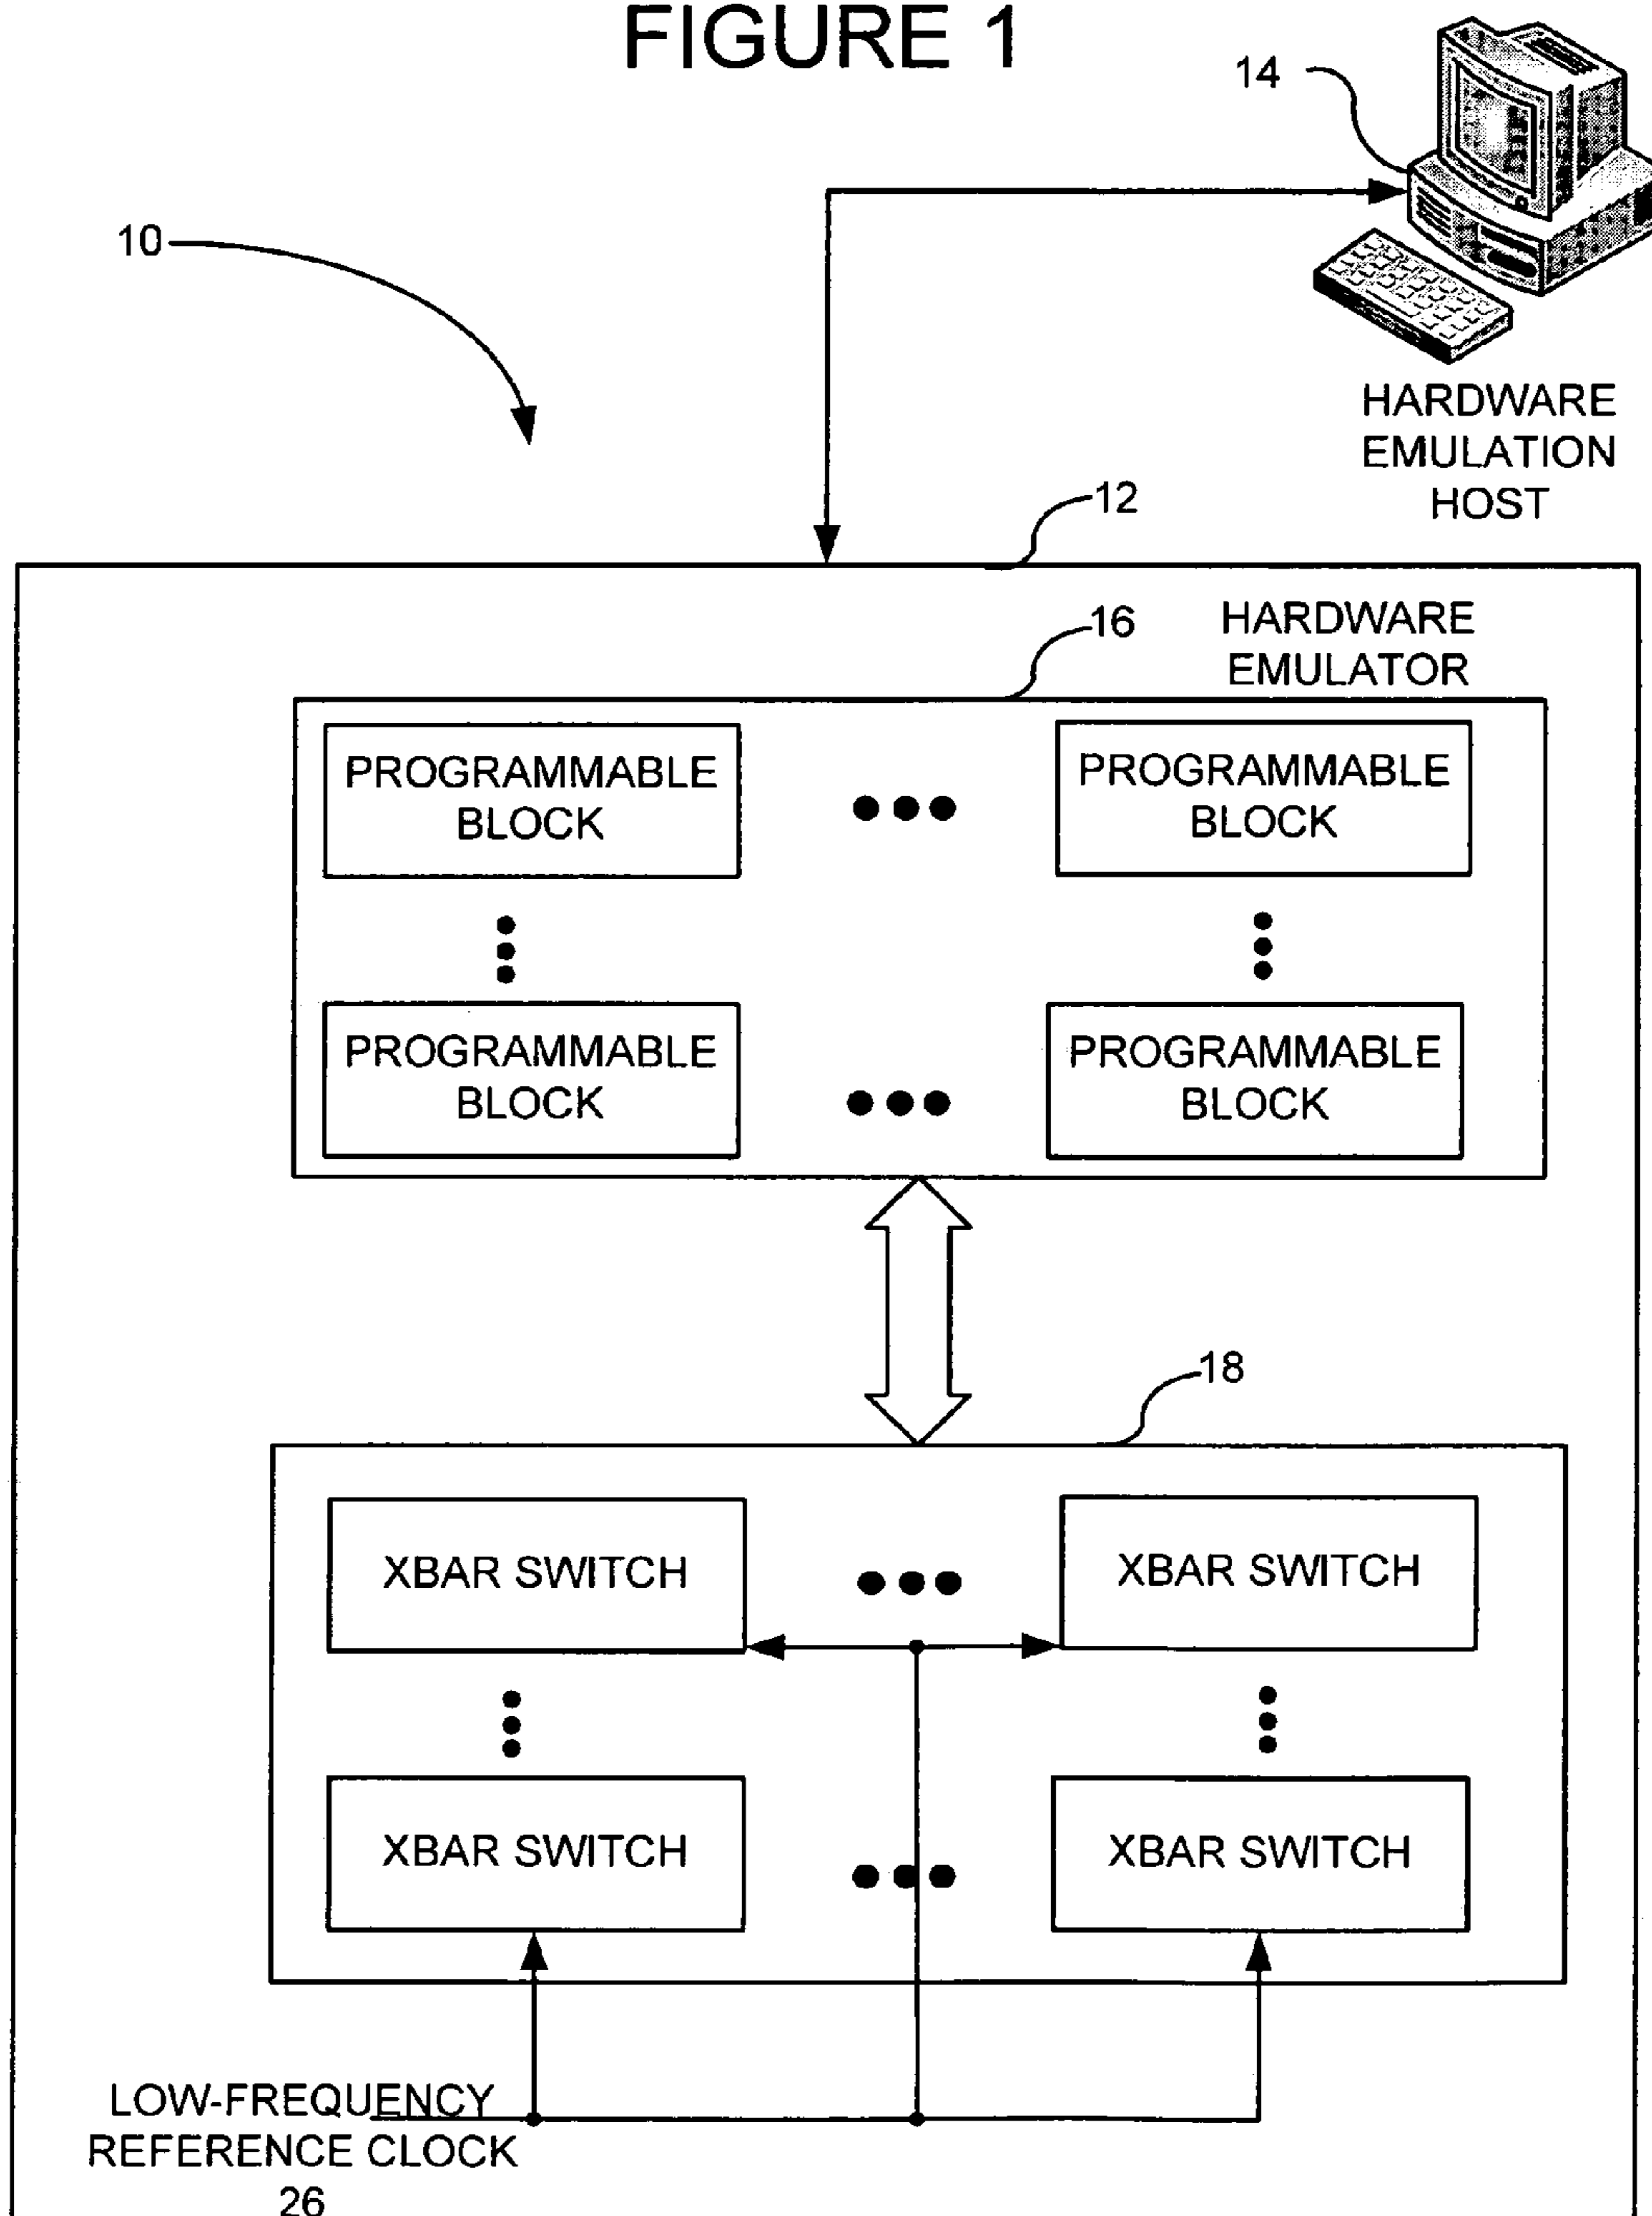 FIGURE 1
14
10
HARDWARE
EMULATION
HOST
12
16
HARDWARE
EMULATOR
PROGRAMMABLE
BLOCK
PROGRAMMABLE
BLOCK
PROGRAMMABLE
BLOCK
PROGRAMMABLE
BLOCK
18
XBAR SWITCH
XBAR SWITCH
XBAR SWITCH
XBAR SWITCH
LOW-FREQUENCY
REFERENCE CLOCK
26